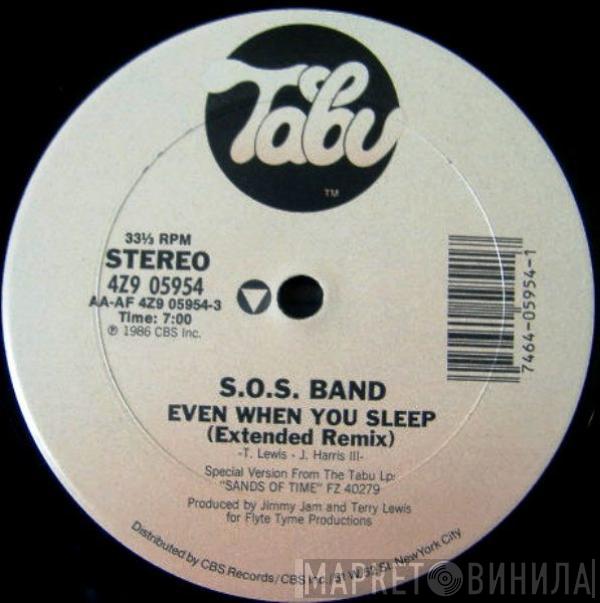 Tabu
TM
33⅓ RPM
STEREO
4Z9 05954
AA-AF 4Z9 05954-3
Time: 7:00
℗ 1986 CBS Inc.
7464-05954-1
S.O.S. BAND
EVEN WHEN YOU SLEEP
(Extended Remix)
-T. Lewis - J. Harris III-
Special Version From The Tabu Lp:
"SANDS OF TIME" FZ 40279
Produced by Jimmy Jam and Terry Lewis
for Flyte Tyme Productions
Distributed by CBS Records/CBS Inc./51 W. 52 St. New York City
МАРКЕТ ВИНИЛА